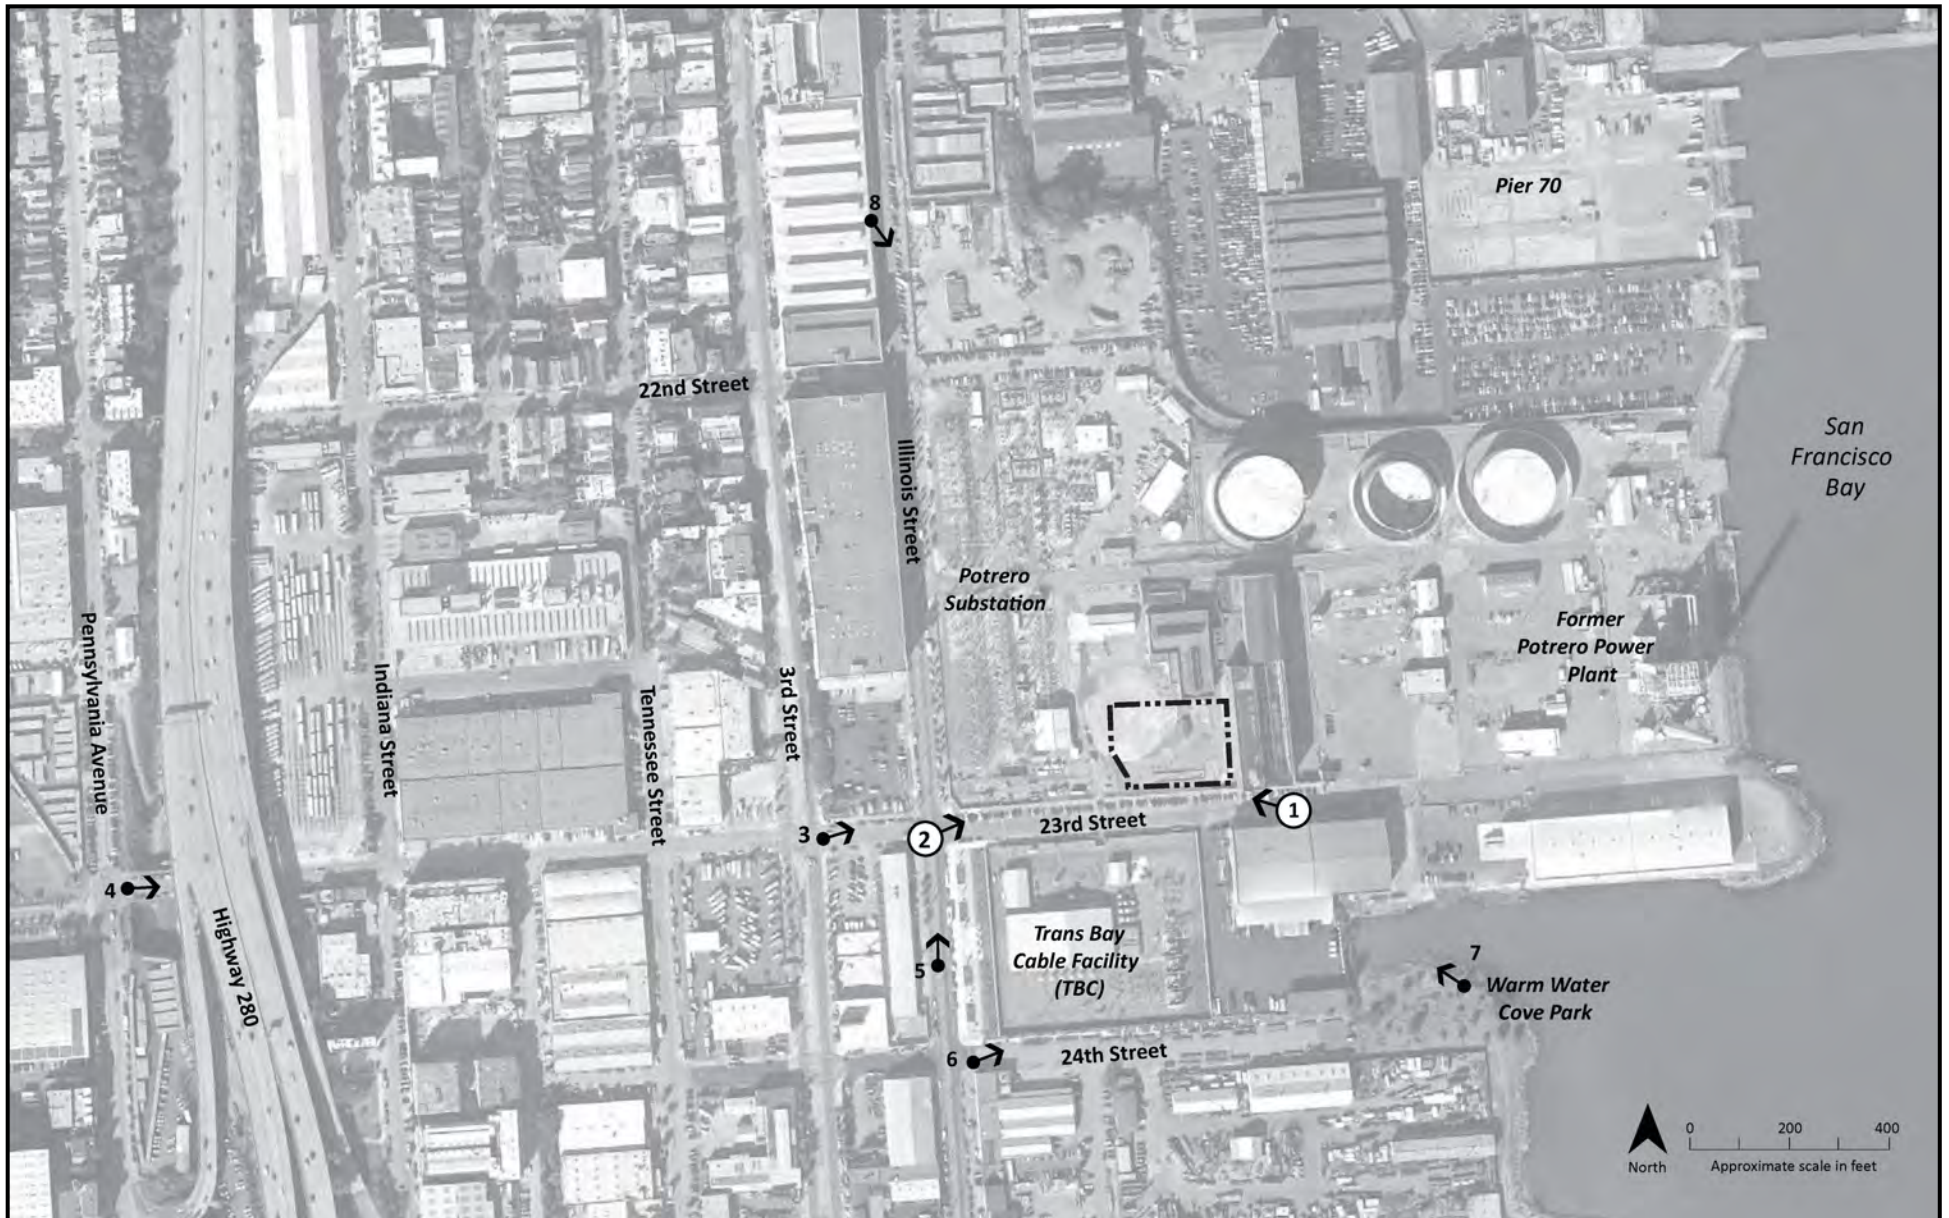 Pier 70
8
22nd Street
San
Francisco
Bay
Illinois Street
Potrero
Substation
Former
Potrero Power
Plant
Pennsylvania Avenue
Indiana Street
Tennessee Street
3rd Street
3
2
23rd Street
1
4
Highway 280
Trans Bay
Cable Facility
(TBC)
5
7
Warm Water
Cove Park
6
24th Street
North
0 200 400
Approximate scale in feet